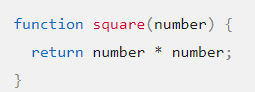 function square(number) {
  return number * number;
}